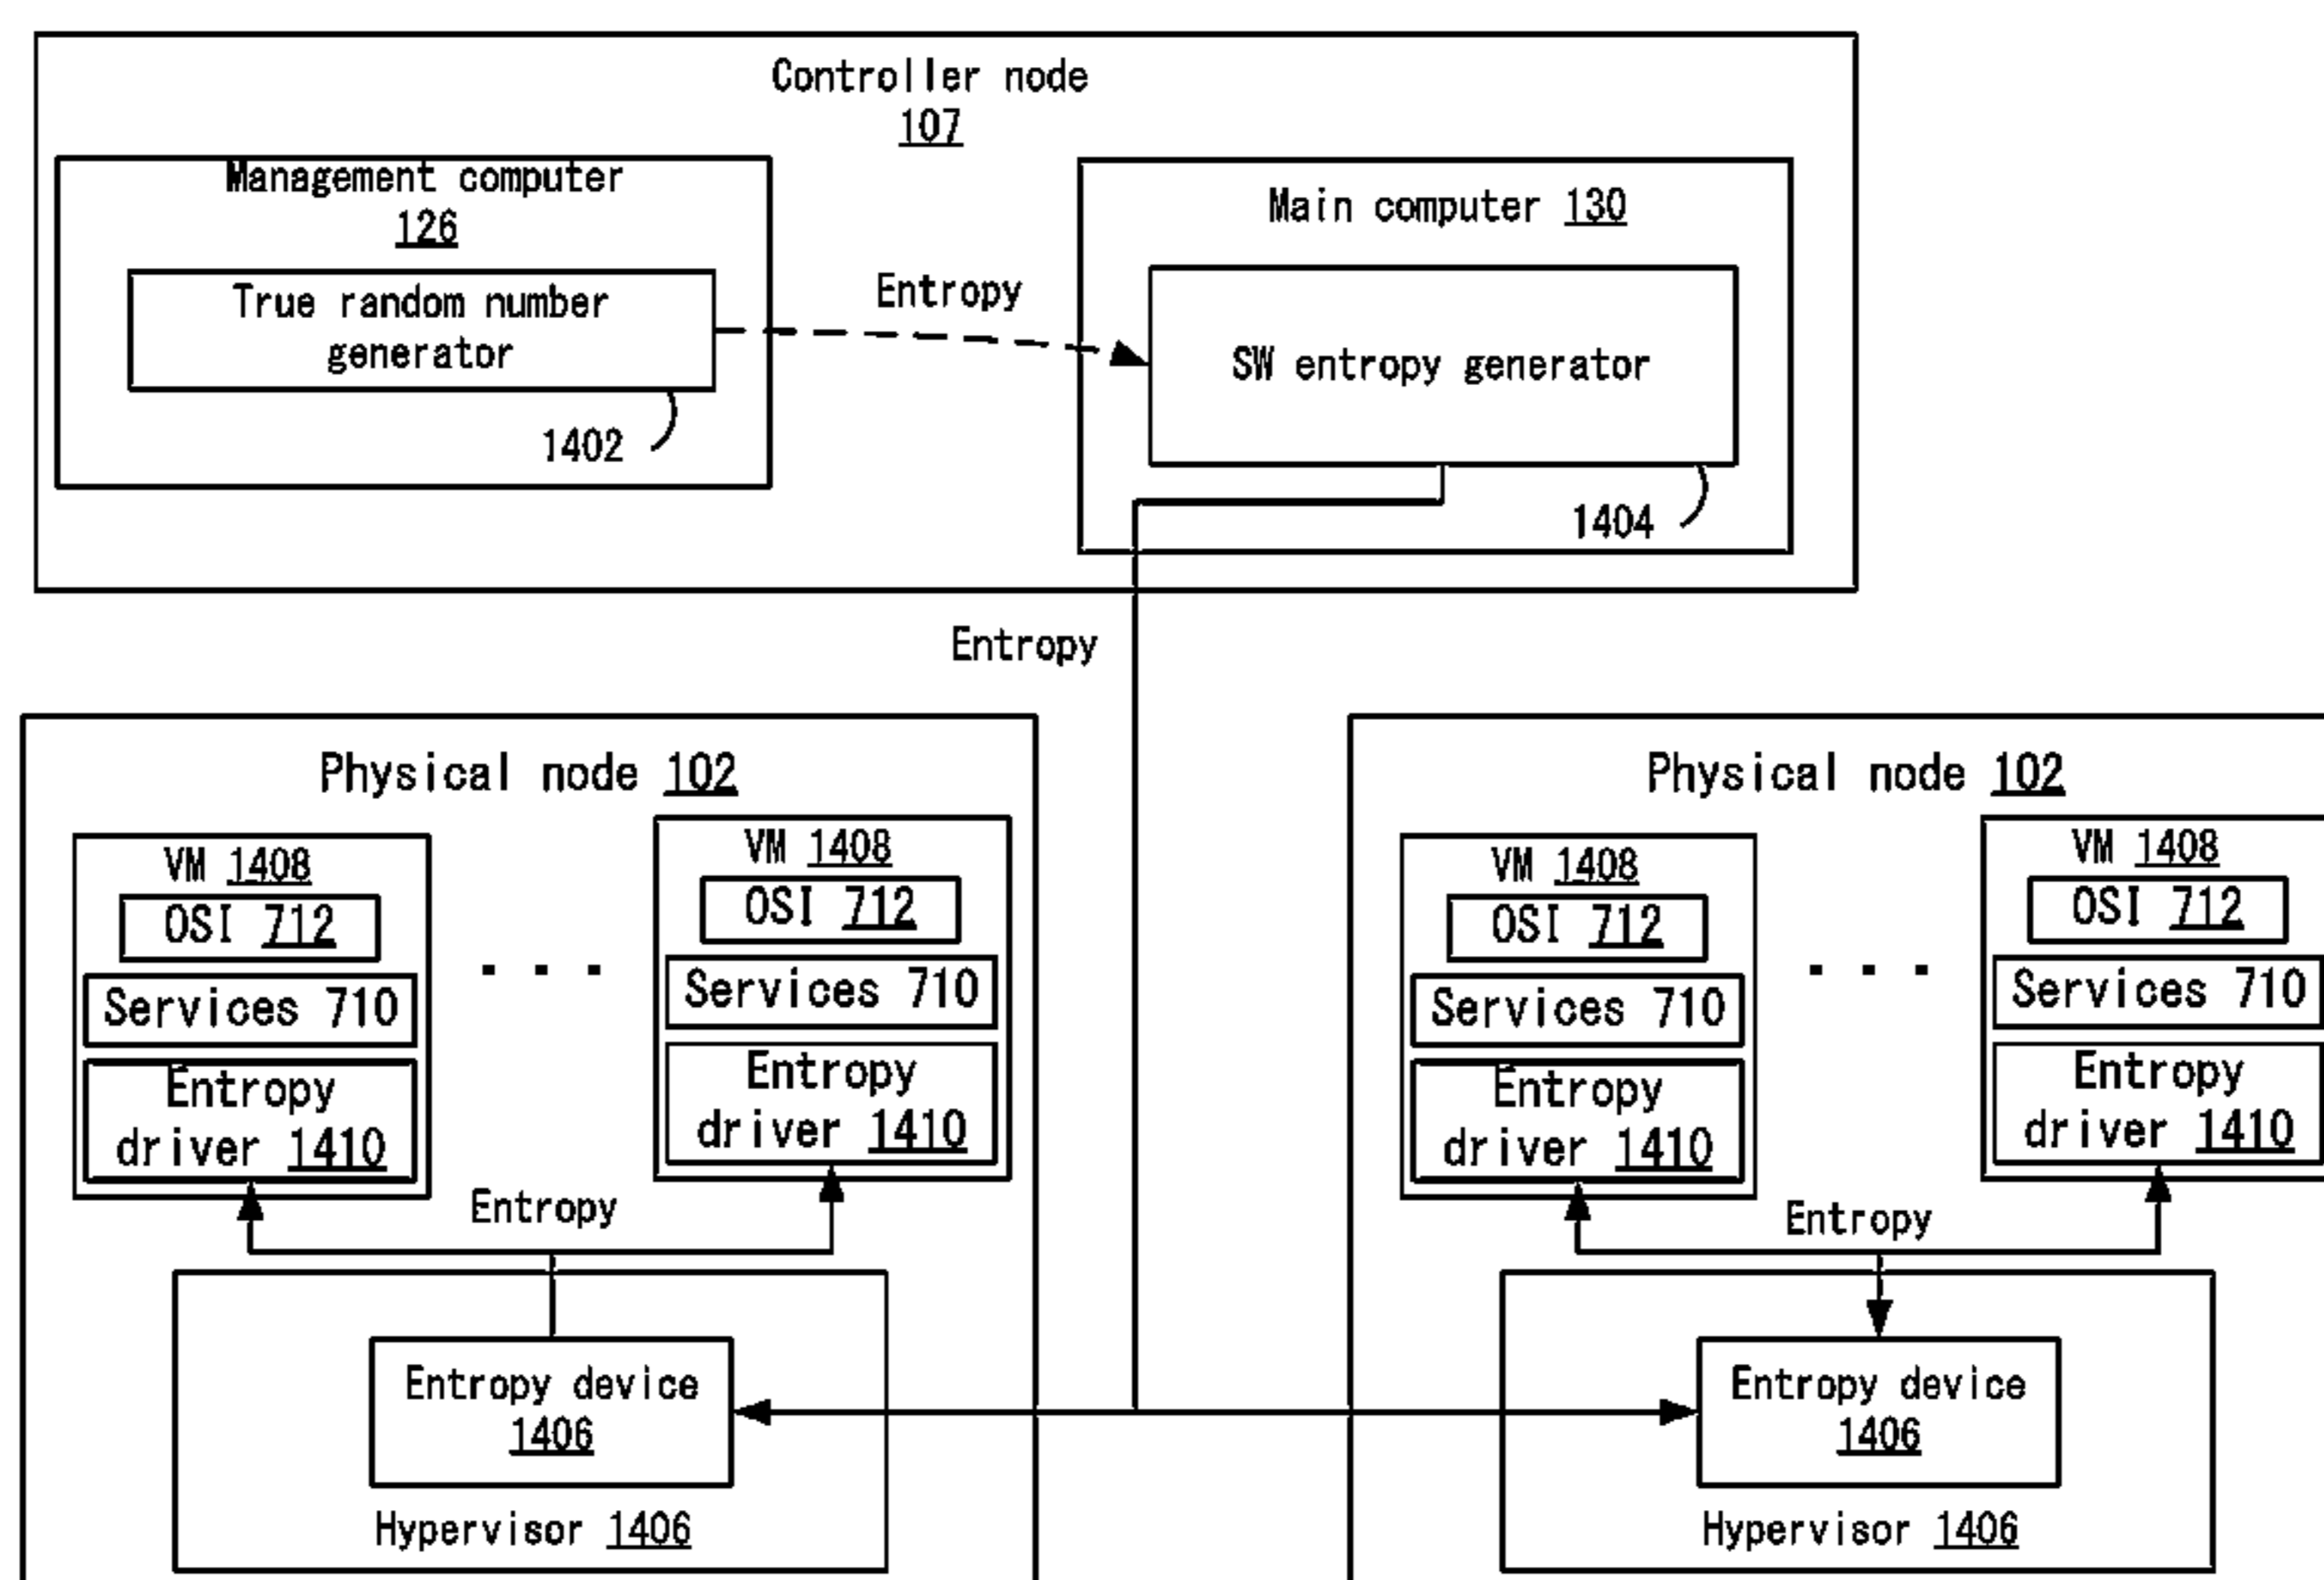 Controller node
107
Management computer
126
True random number
generator
1402
Entropy
Main computer 130
SW entropy generator
1404
Entropy
Physical node 102
VM 1408
OSI 712
Services 710
Entropy
driver 1410
. . .
VM 1408
OSI 712
Services 710
Entropy
driver 1410
Entropy
Entropy device
1406
Hypervisor 1406
Physical node 102
VM 1408
OSI 712
Services 710
Entropy
driver 1410
. . .
VM 1408
OSI 712
Services 710
Entropy
driver 1410
Entropy
Entropy device
1406
Hypervisor 1406